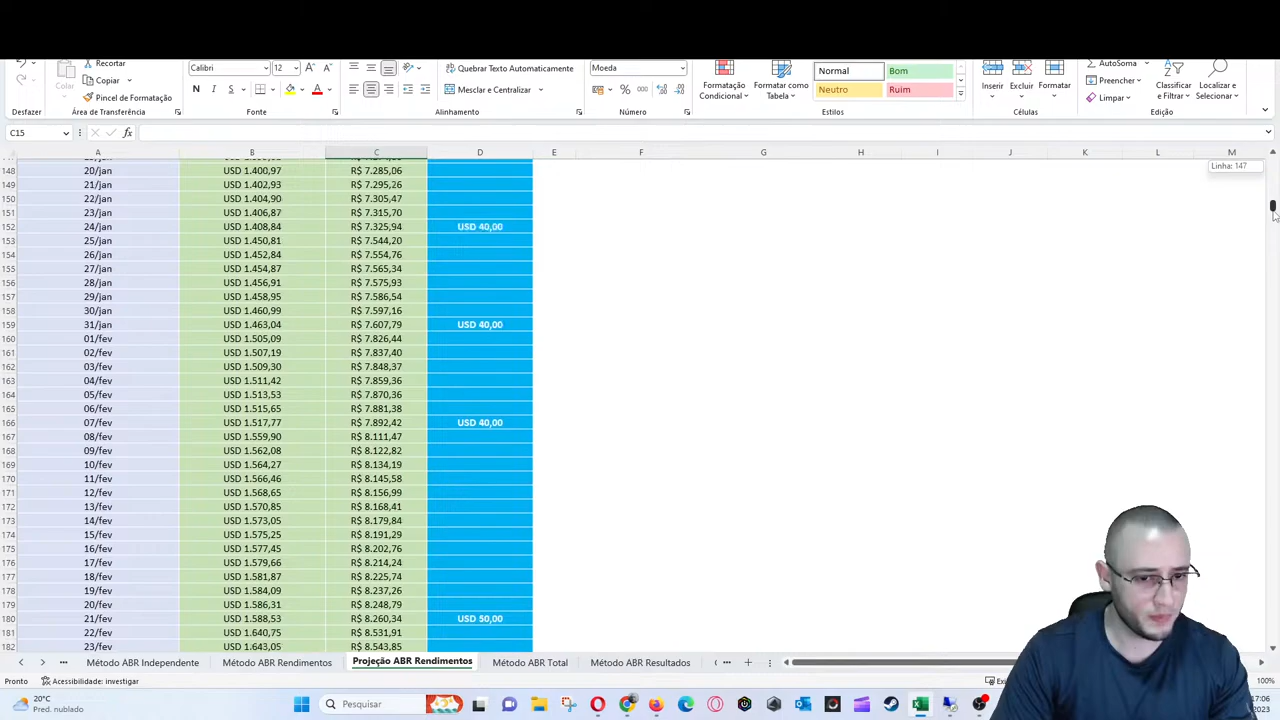 Recortar
Copiar
Pincel de Formatação
Colar
Desfazer
Área de Transferência
Calibri
12
N I S
Fonte
Quebrar Texto Automaticamente
Mesclar e Centralizar
Alinhamento
Moeda
% 000
Número
Formatação Condicional
Formatar como Tabela
Normal
Bom
Neutro
Ruim
Estilos
Inserir
Excluir
Formatar
Células
AutoSoma
Preencher
Limpar
Classificar e Filtrar
Localizar e Selecionar
C15
fx
A B C D E F G H I J K L M
Linha: 147
148 20/jan USD 1.400,97 R$ 7.285,06
149 21/jan USD 1.402,93 R$ 7.295,26
150 22/jan USD 1.404,90 R$ 7.305,47
151 23/jan USD 1.406,87 R$ 7.315,70
152 24/jan USD 1.408,84 R$ 7.325,94 USD 40,00
153 25/jan USD 1.450,81 R$ 7.544,20
154 26/jan USD 1.452,84 R$ 7.554,76
155 27/jan USD 1.454,87 R$ 7.565,34
156 28/jan USD 1.456,91 R$ 7.575,93
157 29/jan USD 1.458,95 R$ 7.586,54
158 30/jan USD 1.460,99 R$ 7.597,16
159 31/jan USD 1.463,04 R$ 7.607,79 USD 40,00
160 01/fev USD 1.505,09 R$ 7.826,44
161 02/fev USD 1.507,19 R$ 7.837,40
162 03/fev USD 1.509,30 R$ 7.848,37
163 04/fev USD 1.511,42 R$ 7.859,36
164 05/fev USD 1.513,53 R$ 7.870,36
165 06/fev USD 1.515,65 R$ 7.881,38
166 07/fev USD 1.517,77 R$ 7.892,42 USD 40,00
167 08/fev USD 1.559,90 R$ 8.111,47
168 09/fev USD 1.562,08 R$ 8.122,82
169 10/fev USD 1.564,27 R$ 8.134,19
170 11/fev USD 1.566,46 R$ 8.145,58
171 12/fev USD 1.568,65 R$ 8.156,99
172 13/fev USD 1.570,85 R$ 8.168,41
173 14/fev USD 1.573,05 R$ 8.179,84
174 15/fev USD 1.575,25 R$ 8.191,29
175 16/fev USD 1.577,45 R$ 8.202,76
176 17/fev USD 1.579,66 R$ 8.214,24
177 18/fev USD 1.581,87 R$ 8.225,74
178 19/fev USD 1.584,09 R$ 8.237,26
179 20/fev USD 1.586,31 R$ 8.248,79
180 21/fev USD 1.588,53 R$ 8.260,34 USD 50,00
181 22/fev USD 1.640,75 R$ 8.531,91
182 23/fev USD 1.643,05 R$ 8.543,85
Método ABR Independente
Método ABR Rendimentos
Projeção ABR Rendimentos
Método ABR Total
Método ABR Resultados
Pronto
Acessibilidade: investigar
100%
20°C
Pred. nublado
Pesquisar
17:06
2023